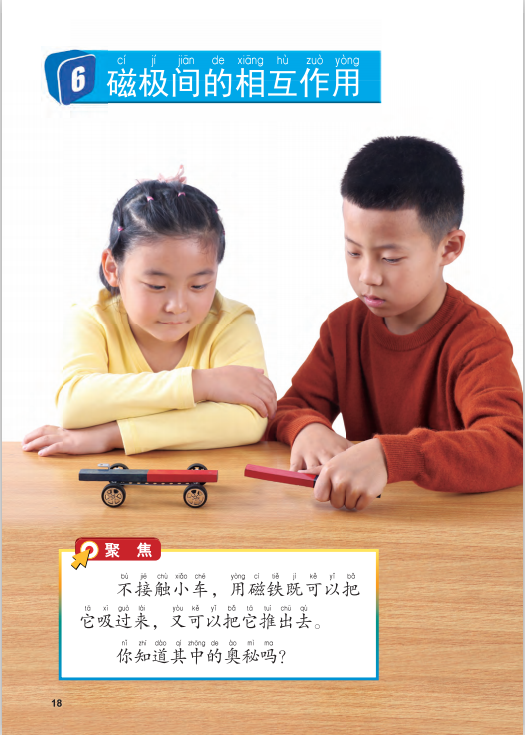 6
cí jí jiān de xiāng hù zuò yòng
磁极间的相互作用
聚焦
bù jiē chù xiǎo chē yòng cí tiě jì kě yǐ bǎ
不接触小车，用磁铁既可以把
tā xī guò lái yòu kě yǐ bǎ tā tuī chū qù
它吸过来，又可以把它推出去。
nǐ zhī dào qí zhōng de ào mì ma
你知道其中的奥秘吗？
18